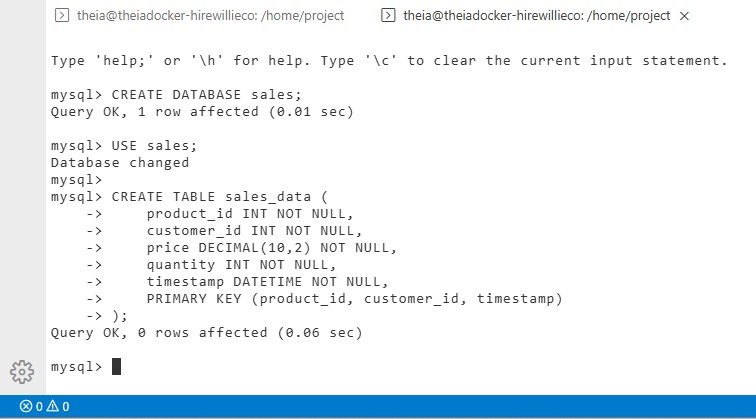 theia@theiadocker-hirewillieco: /home/project theia@theiadocker-hirewillieco: /home/project ×
Type 'help;' or '\h' for help. Type '\c' to clear the current input statement.
mysql> CREATE DATABASE sales;
Query OK, 1 row affected (0.01 sec)
mysql> USE sales;
Database changed
mysql>
mysql> CREATE TABLE sales_data (
    ->     product_id INT NOT NULL,
    ->     customer_id INT NOT NULL,
    ->     price DECIMAL(10,2) NOT NULL,
    ->     quantity INT NOT NULL,
    ->     timestamp DATETIME NOT NULL,
    ->     PRIMARY KEY (product_id, customer_id, timestamp)
    -> );
Query OK, 0 rows affected (0.06 sec)
mysql>
0 0